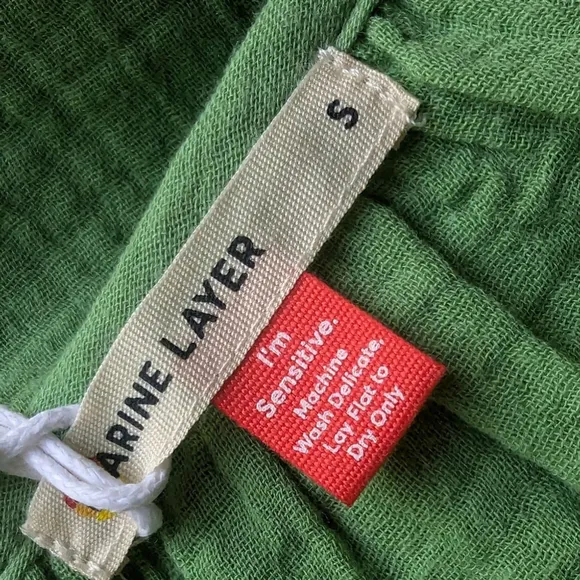 ARINE LAYER
S
I'm
Sensitive.
Machine
Wash Delicate,
Lay Flat to
Dry Only